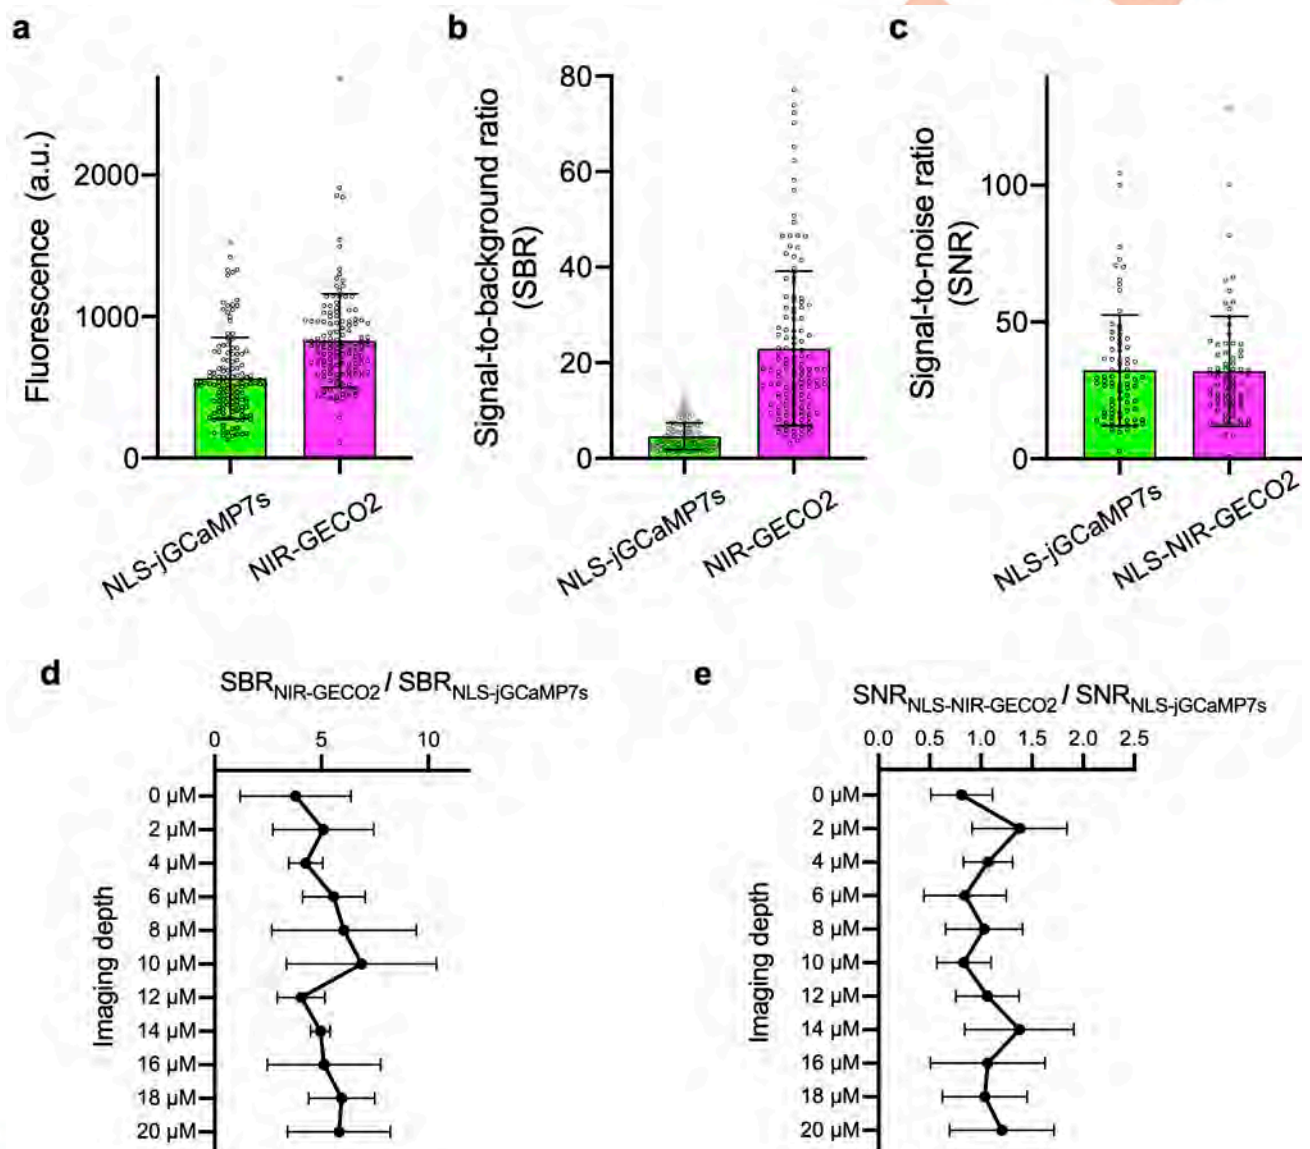 a
Fluorescence (a.u.)
2000
1000
0
NLS-jGCaMP7s
NIR-GECO2
b
Signal-to-background ratio
(SBR)
80
60
40
20
0
NLS-jGCaMP7s
NIR-GECO2
c
Signal-to-noise ratio
(SNR)
100
50
0
NLS-jGCaMP7s
NLS-NIR-GECO2
d
SBRNIR-GECO2 / SBRNLS-jGCaMP7s
0 5 10
Imaging depth
0 µM
2 µM
4 µM
6 µM
8 µM
10 µM
12 µM
14 µM
16 µM
18 µM
20 µM
e
SNRNLS-NIR-GECO2 / SNRNLS-jGCaMP7s
0.0 0.5 1.0 1.5 2.0 2.5
Imaging depth
0 µM
2 µM
4 µM
6 µM
8 µM
10 µM
12 µM
14 µM
16 µM
18 µM
20 µM